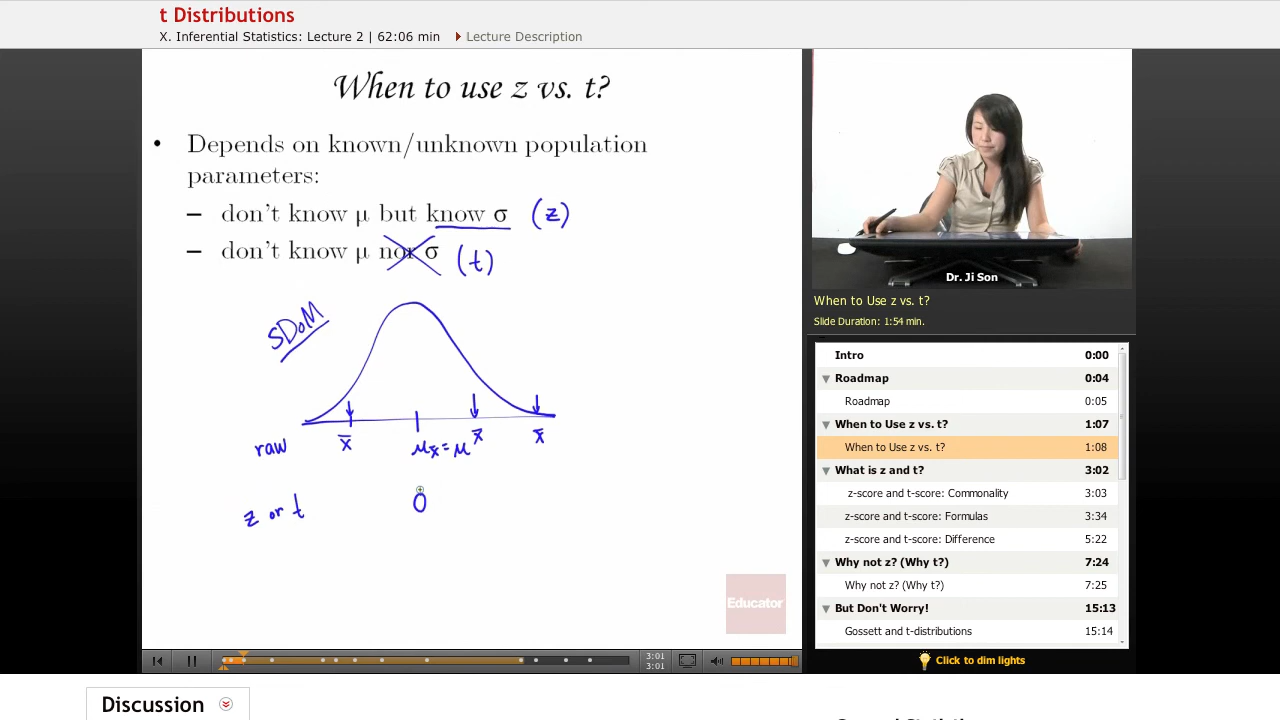 t Distributions
X. Inferential Statistics: Lecture 2 | 62:06 min
Lecture Description
When to use z vs. t?
• Depends on known/unknown population
parameters:
– don't know μ but know σ (z)
– don't know μ nor σ (t)
SDoM
raw x̄ μx̄ = μ x̄ x̄
z or t 0
Educator
3:01
3:01
Dr. Ji Son
When to Use z vs. t?
Slide Duration: 1:54 min.
Intro 0:00
Roadmap 0:04
Roadmap 0:05
When to Use z vs. t? 1:07
When to Use z vs. t? 1:08
What is z and t? 3:02
z-score and t-score: Commonality 3:03
z-score and t-score: Formulas 3:34
z-score and t-score: Difference 5:22
Why not z? (Why t?) 7:24
Why not z? (Why t?) 7:25
But Don't Worry! 15:13
Gossett and t-distributions 15:14
Click to dim lights
Discussion